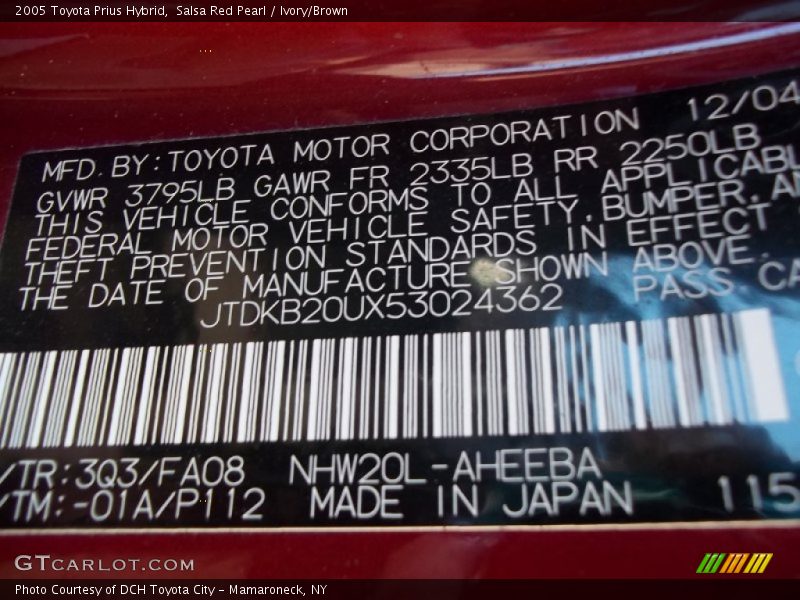 2005 Toyota Prius Hybrid, Salsa Red Pearl / Ivory/Brown
MFD. BY: TOYOTA MOTOR CORPORATION 12/04
GVWR 3795LB GAWR FR 2335LB RR 2250LB
THIS VEHICLE CONFORMS TO ALL APPLICABL
FEDERAL MOTOR VEHICLE SAFETY, BUMPER, AN
THEFT PREVENTION STANDARDS IN EFFECT
THE DATE OF MANUFACTURE SHOWN ABOVE.
JTDKB20UX53024362 PASS CA
/TR: 3Q3/FA08 NHW20L-AHEEBA
/TM: -01A/P112 MADE IN JAPAN 115
GTCARLOT.COM
Photo Courtesy of DCH Toyota City - Mamaroneck, NY